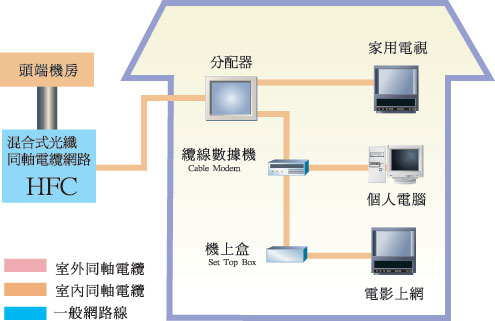 頭端機房
混合式光纖
同軸電纜網路
HFC
分配器
家用電視
纜線數據機
Cable Modem
個人電腦
機上盒
Set Top Box
電影上網
室外同軸電纜
室內同軸電纜
一般網路線